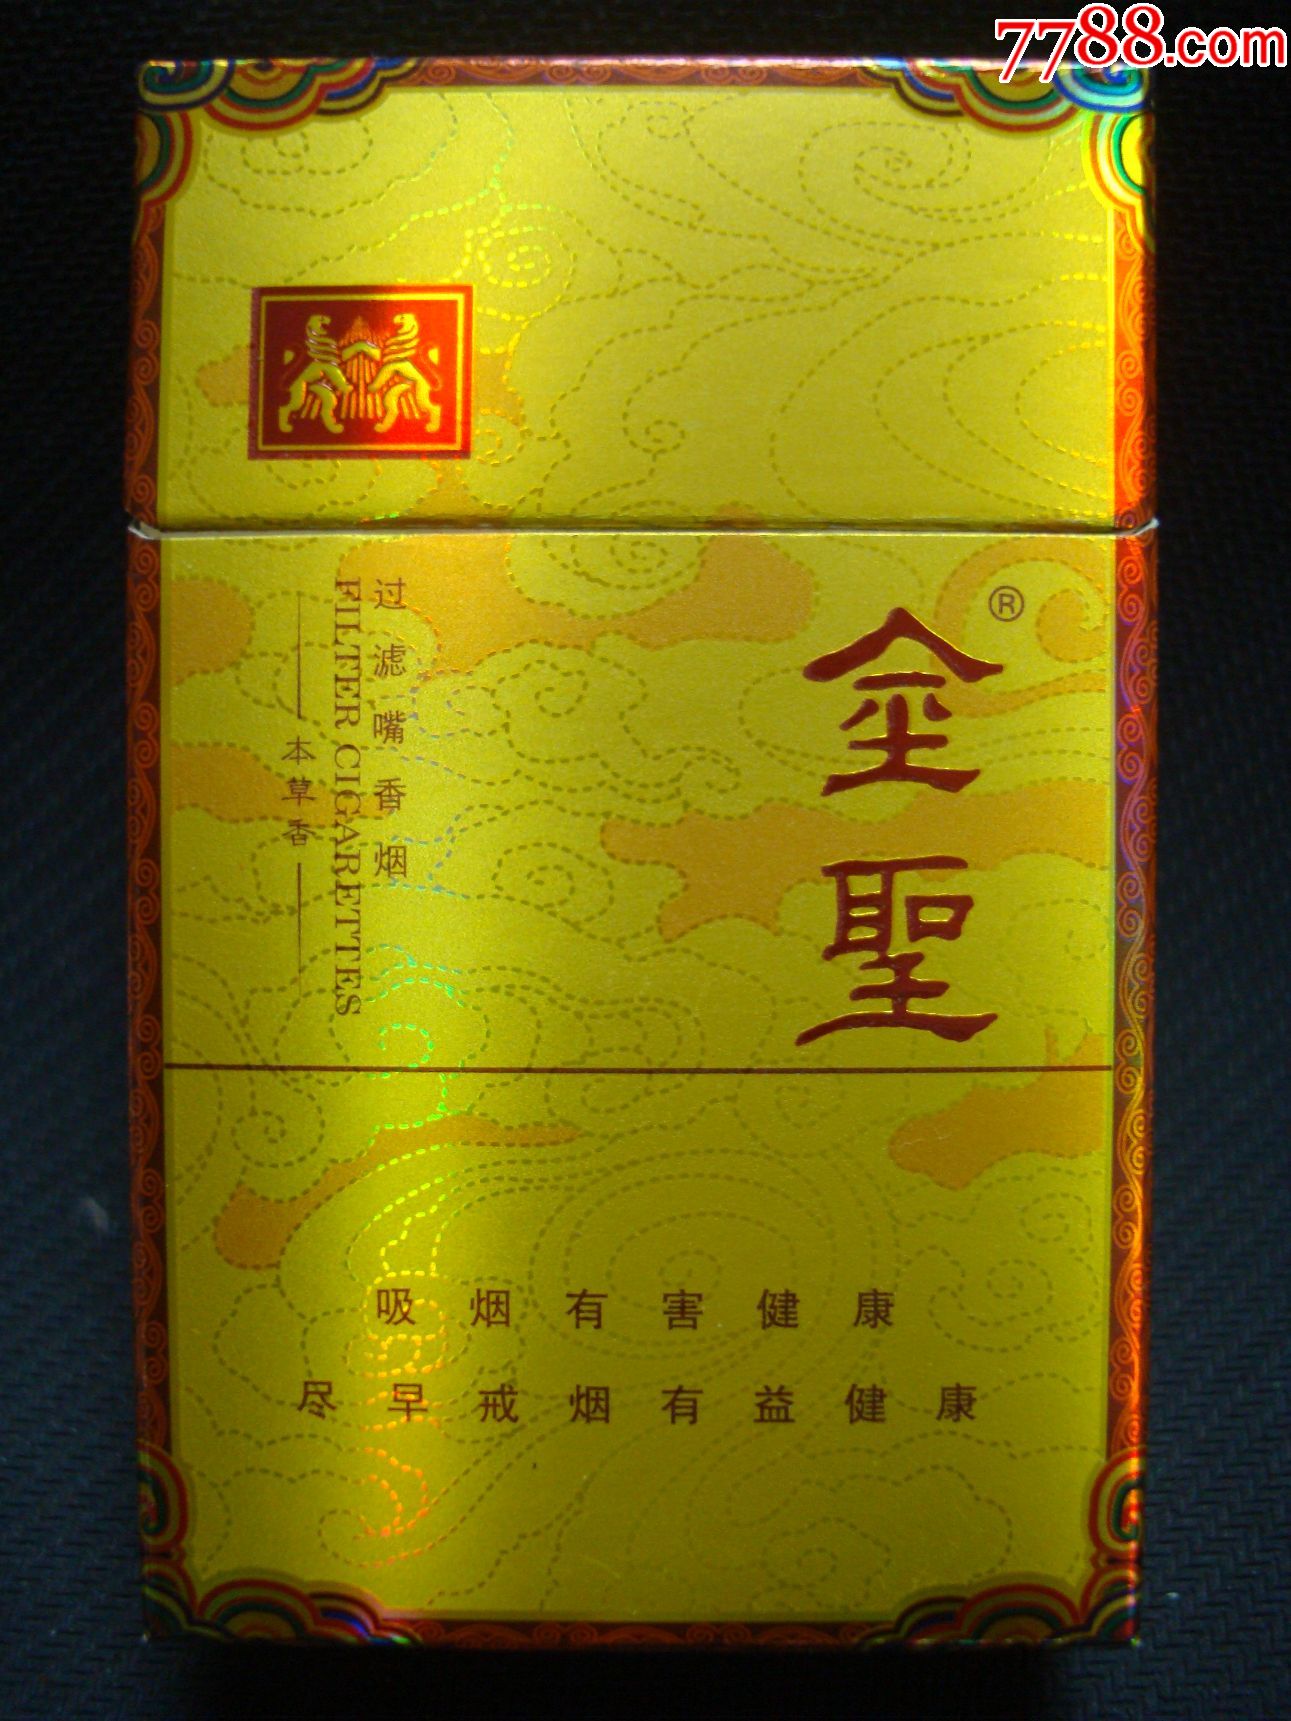 7788.com
金聖
®
过滤嘴香烟
FILTER CIGARETTES
本草香
吸烟有害健康
尽早戒烟有益健康